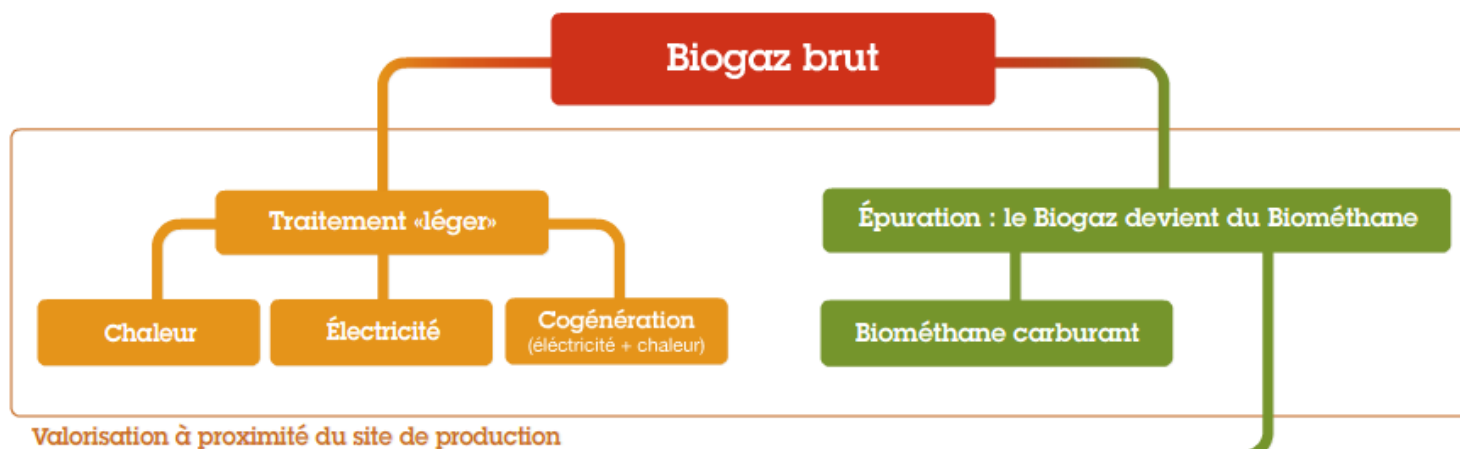 Biogaz brut
Traitement «léger»
Épuration : le Biogaz devient du Biométhane
Chaleur
Électricité
Cogénération
(éléctricité + chaleur)
Biométhane carburant
Valorisation à proximité du site de production